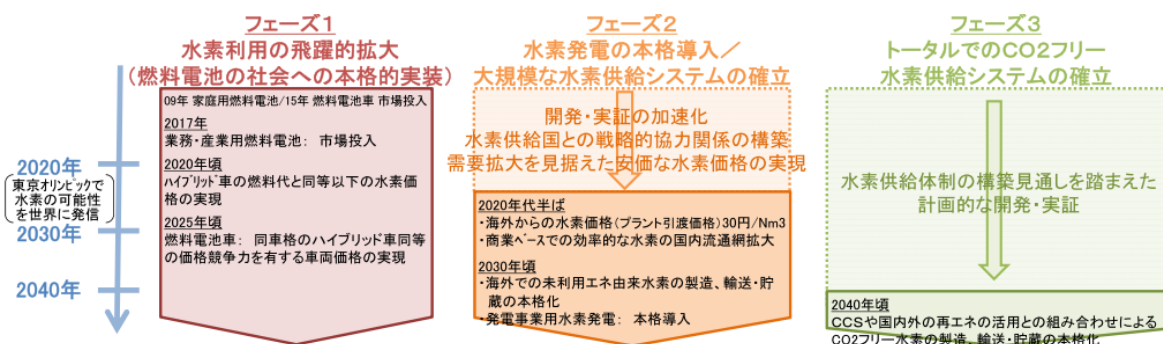 フェーズ1
水素利用の飛躍的拡大
(燃料電池の社会への本格的実装)
09年 家庭用燃料電池/15年 燃料電池車 市場投入
2017年
業務・産業用燃料電池: 市場投入
2020年頃
ハイブリッド車の燃料代と同等以下の水素価
格の実現
2025年頃
燃料電池車: 同車格のハイブリッド車同等
の価格競争力を有する車両価格の実現
2020年
東京オリンピックで
水素の可能性
を世界に発信
2030年
2040年
フェーズ2
水素発電の本格導入/
大規模な水素供給システムの確立
開発・実証の加速化
水素供給国との戦略的協力関係の構築
需要拡大を見据えた安価な水素価格の実現
2020年代半ば
・海外からの水素価格(プラント引渡価格)30円/Nm3
・商業ベースでの効率的な水素の国内流通網拡大
2030年頃
・海外での未利用エネ由来水素の製造、輸送・貯
蔵の本格化
・発電事業用水素発電: 本格導入
フェーズ3
トータルでのCO2フリー
水素供給システムの確立
水素供給体制の構築見通しを踏まえた
計画的な開発・実証
2040年頃
CCSや国内外の再エネの活用との組み合わせによる
CO2フリー水素の製造、輸送・貯蔵の本格化